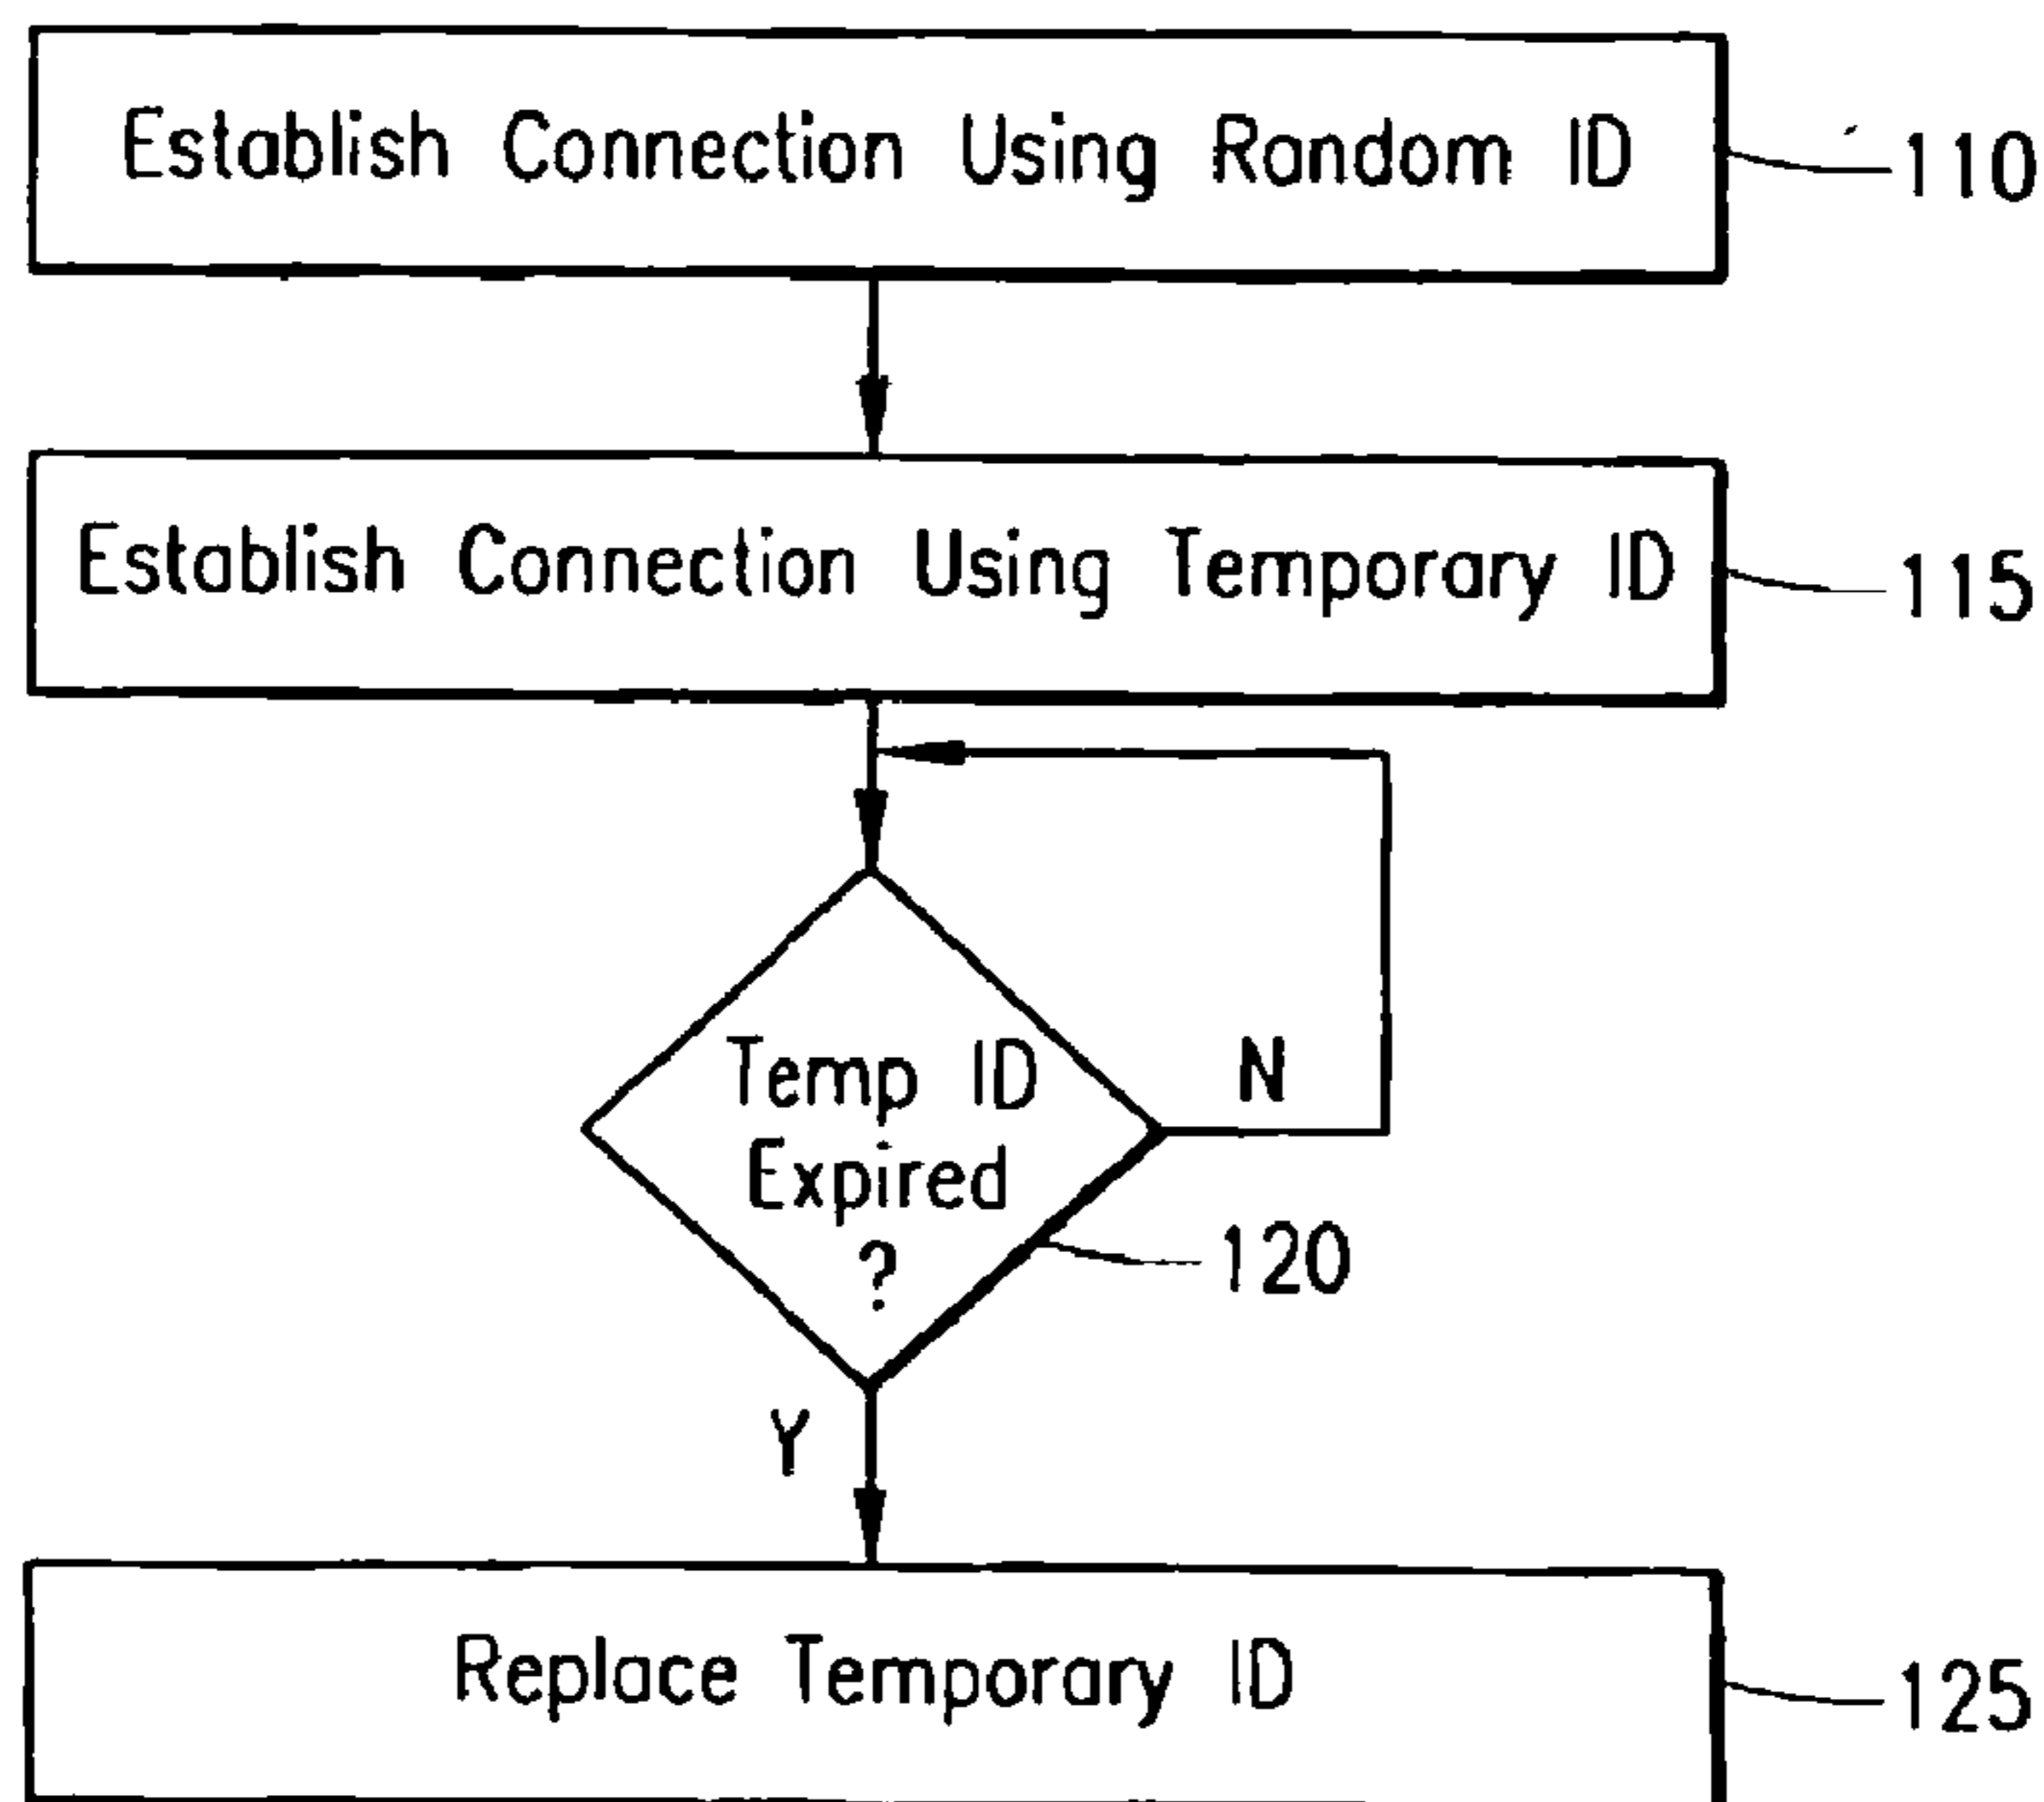 Establish Connection Using Random ID
110
Establish Connection Using Temporary ID
115
Temp ID
N
Expired
?
120
Y
Replace Temporary ID
125